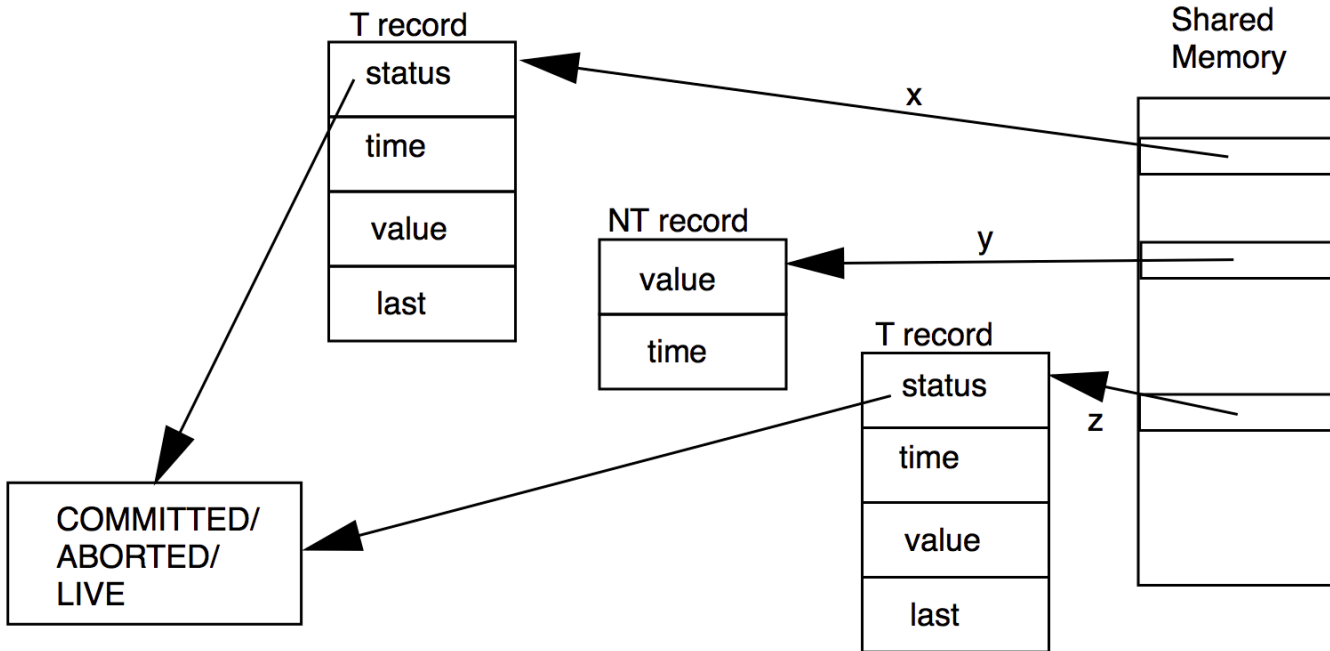 T record
status
time
value
last
x
Shared
Memory
NT record
value
time
y
T record
status
time
value
last
z
COMMITTED/
ABORTED/
LIVE